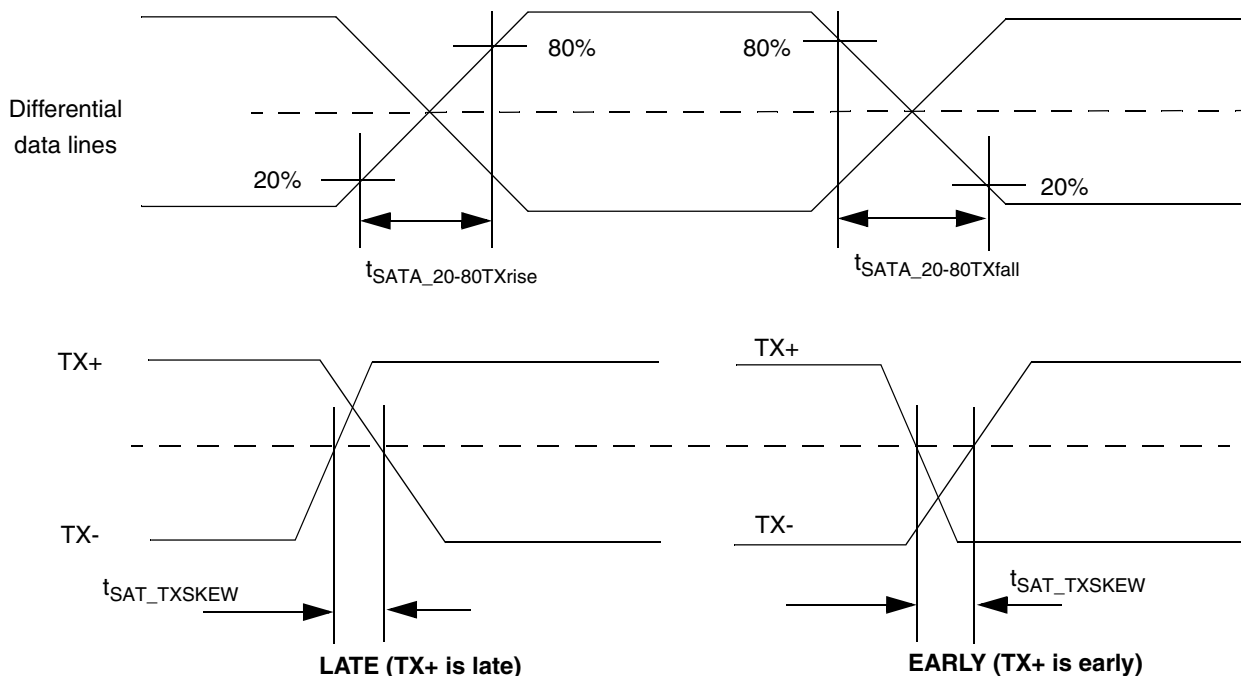 80%
80%
Differential
data lines
20%
20%
tSATA_20-80TXrise
tSATA_20-80TXfall
TX+
TX+
TX-
TX-
tSAT_TXSKEW
tSAT_TXSKEW
LATE (TX+ is late)
EARLY (TX+ is early)